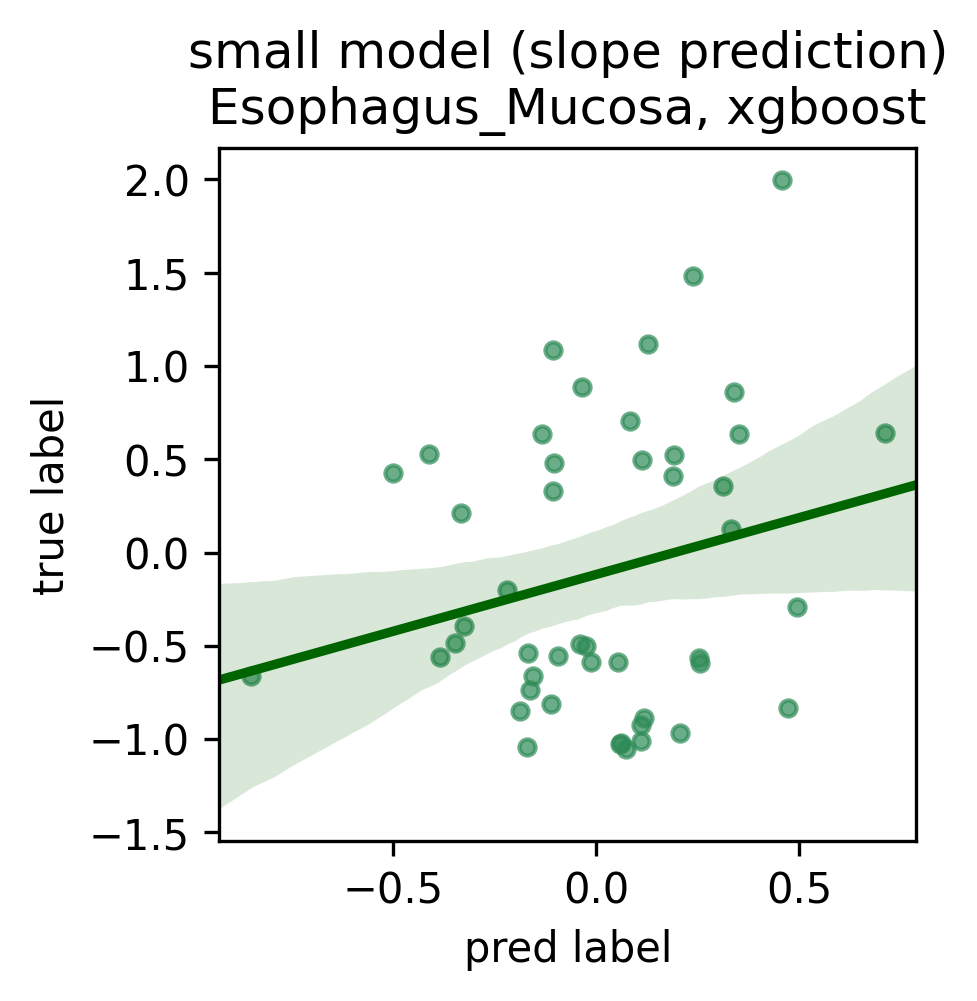 small model (slope prediction)
Esophagus_Mucosa, xgboost
2.0
1.5
1.0
0.5
0.0
−0.5
−1.0
−1.5
true label
−0.5
0.0
0.5
pred label